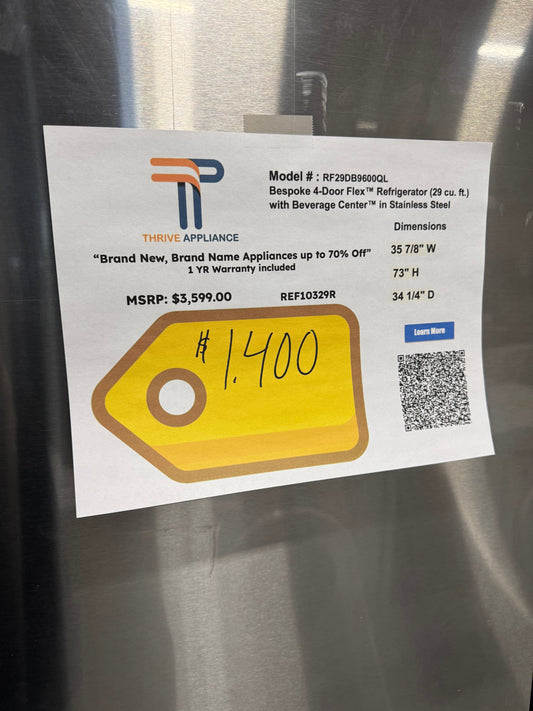 Model # : RF29DB9600QL
Bespoke 4-Door Flex™ Refrigerator (29 cu. ft.)
with Beverage Center™ in Stainless Steel
THRIVE APPLIANCE
"Brand New, Brand Name Appliances up to 70% Off"
1 YR Warranty included
Dimensions
35 7/8" W
73" H
34 1/4" D
MSRP: $3,599.00
REF10329R
Learn More
$1.400